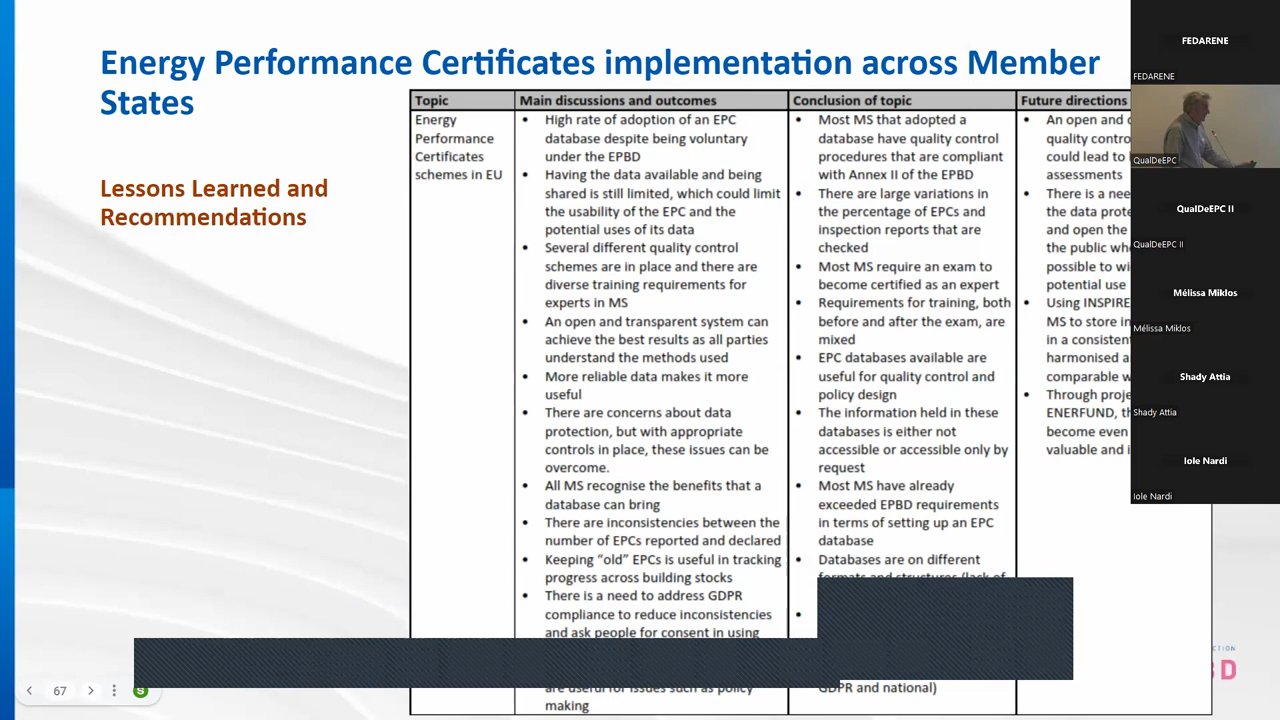 Energy Performance Certificates implementation across Member
States
Lessons Learned and
Recommendations
Topic
Energy
Performance
Certificates
schemes in EU
Main discussions and outcomes
• High rate of adoption of an EPC
database despite being voluntary
under the EPBD
• Having the data available and being
shared is still limited, which could limit
the usability of the EPC and the
potential uses of its data
• Several different quality control
schemes are in place and there are
diverse training requirements for
experts in MS
• An open and transparent system can
achieve the best results as all parties
understand the methods used
• More reliable data makes it more
useful
• There are concerns about data
protection, but with appropriate
controls in place, these issues can be
overcome.
• All MS recognise the benefits that a
database can bring
• There are inconsistencies between the
number of EPCs reported and declared
• Keeping "old" EPCs is useful in tracking
progress across building stocks
• There is a need to address GDPR
compliance to reduce inconsistencies
and ask people for consent in using
are useful for issues such as policy
making
Conclusion of topic
• Most MS that adopted a
database have quality control
procedures that are compliant
with Annex II of the EPBD
• There are large variations in
the percentage of EPCs and
inspection reports that are
checked
• Most MS require an exam to
become certified as an expert
• Requirements for training, both
before and after the exam, are
mixed
• EPC databases available are
useful for quality control and
policy design
• The information held in these
databases is either not
accessible or accessible only by
request
• Most MS have already
exceeded EPBD requirements
in terms of setting up an EPC
database
• Databases are on different
formats and structures (lack of
•
GDPR and national)
Future directions
• An open and
quality contro
could lead to
assessments
• There is a nee
the data prote
and open the
the public wh
possible to wi
potential use
• Using INSPIRE
MS to store in
in a consistent
harmonised a
comparable w
• Through proje
ENERFUND, th
become even
valuable and i
FEDARENE
FEDARENE
QualDeEPC
QualDeEPC II
QualDeEPC II
Mélissa Miklos
Mélissa Miklos
Shady Attia
Shady Attia
Iole Nardi
Iole Nardi
67
CTION
BD